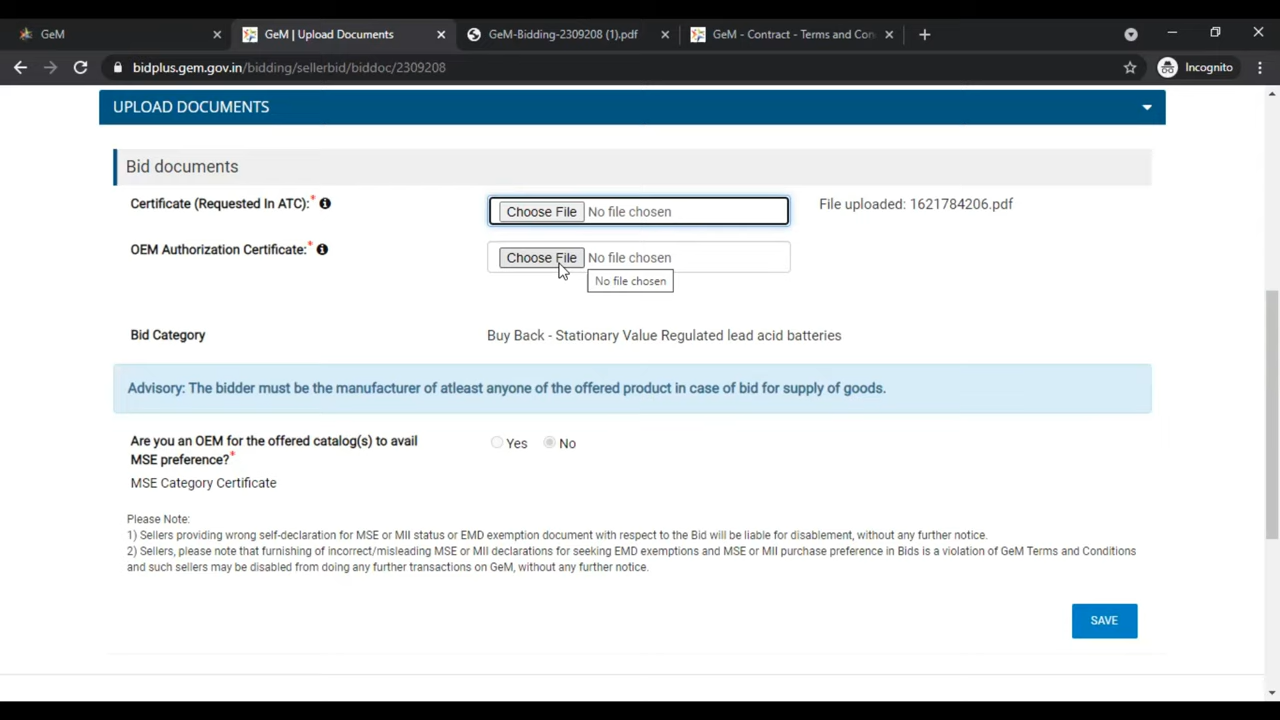 GeM
GeM | Upload Documents
GeM-Bidding-2309208 (1).pdf
GeM - Contract - Terms and Con
bidplus.gem.gov.in/bidding/sellerbid/biddoc/2309208
Incognito
UPLOAD DOCUMENTS
Bid documents
Certificate (Requested In ATC):* Choose File No file chosen File uploaded: 1621784206.pdf
OEM Authorization Certificate:* Choose File No file chosen
No file chosen
Bid Category Buy Back - Stationary Value Regulated lead acid batteries
Advisory: The bidder must be the manufacturer of atleast anyone of the offered product in case of bid for supply of goods.
Are you an OEM for the offered catalog(s) to avail
MSE preference?*
Yes No
MSE Category Certificate
Please Note:
1) Sellers providing wrong self-declaration for MSE or MII status or EMD exemption document with respect to the Bid will be liable for disablement, without any further notice.
2) Sellers, please note that furnishing of incorrect/misleading MSE or MII declarations for seeking EMD exemptions and MSE or MII purchase preference in Bids is a violation of GeM Terms and Conditions
and such sellers may be disabled from doing any further transactions on GeM, without any further notice.
SAVE